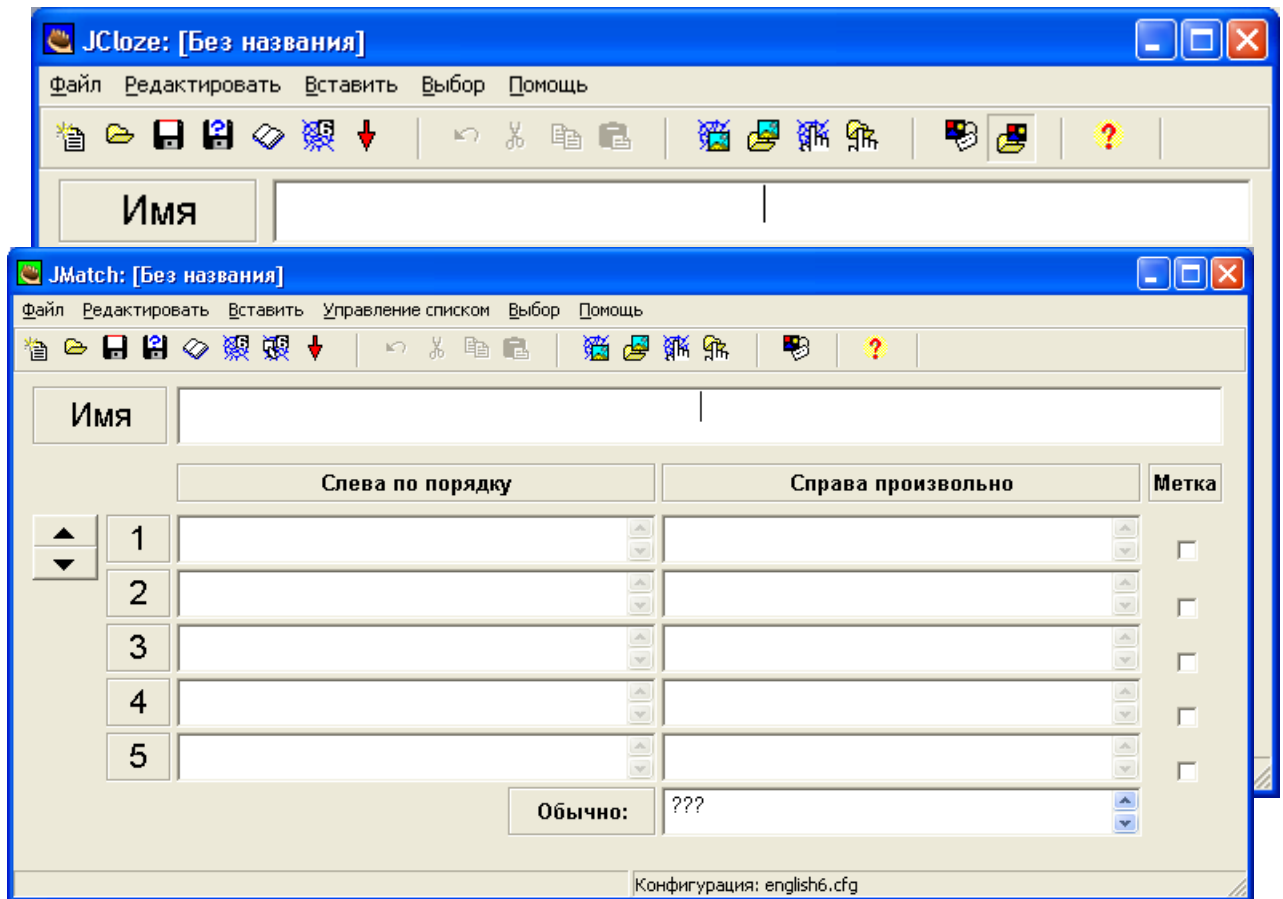 JCloze: [Без названия]
Файл Редактировать Вставить Выбор Помощь
Имя
JMatch: [Без названия]
Файл Редактировать Вставить Управление списком Выбор Помощь
Имя
Слева по порядку Справа произвольно Метка
1
2
3
4
5
Обычно: ???
Конфигурация: english6.cfg